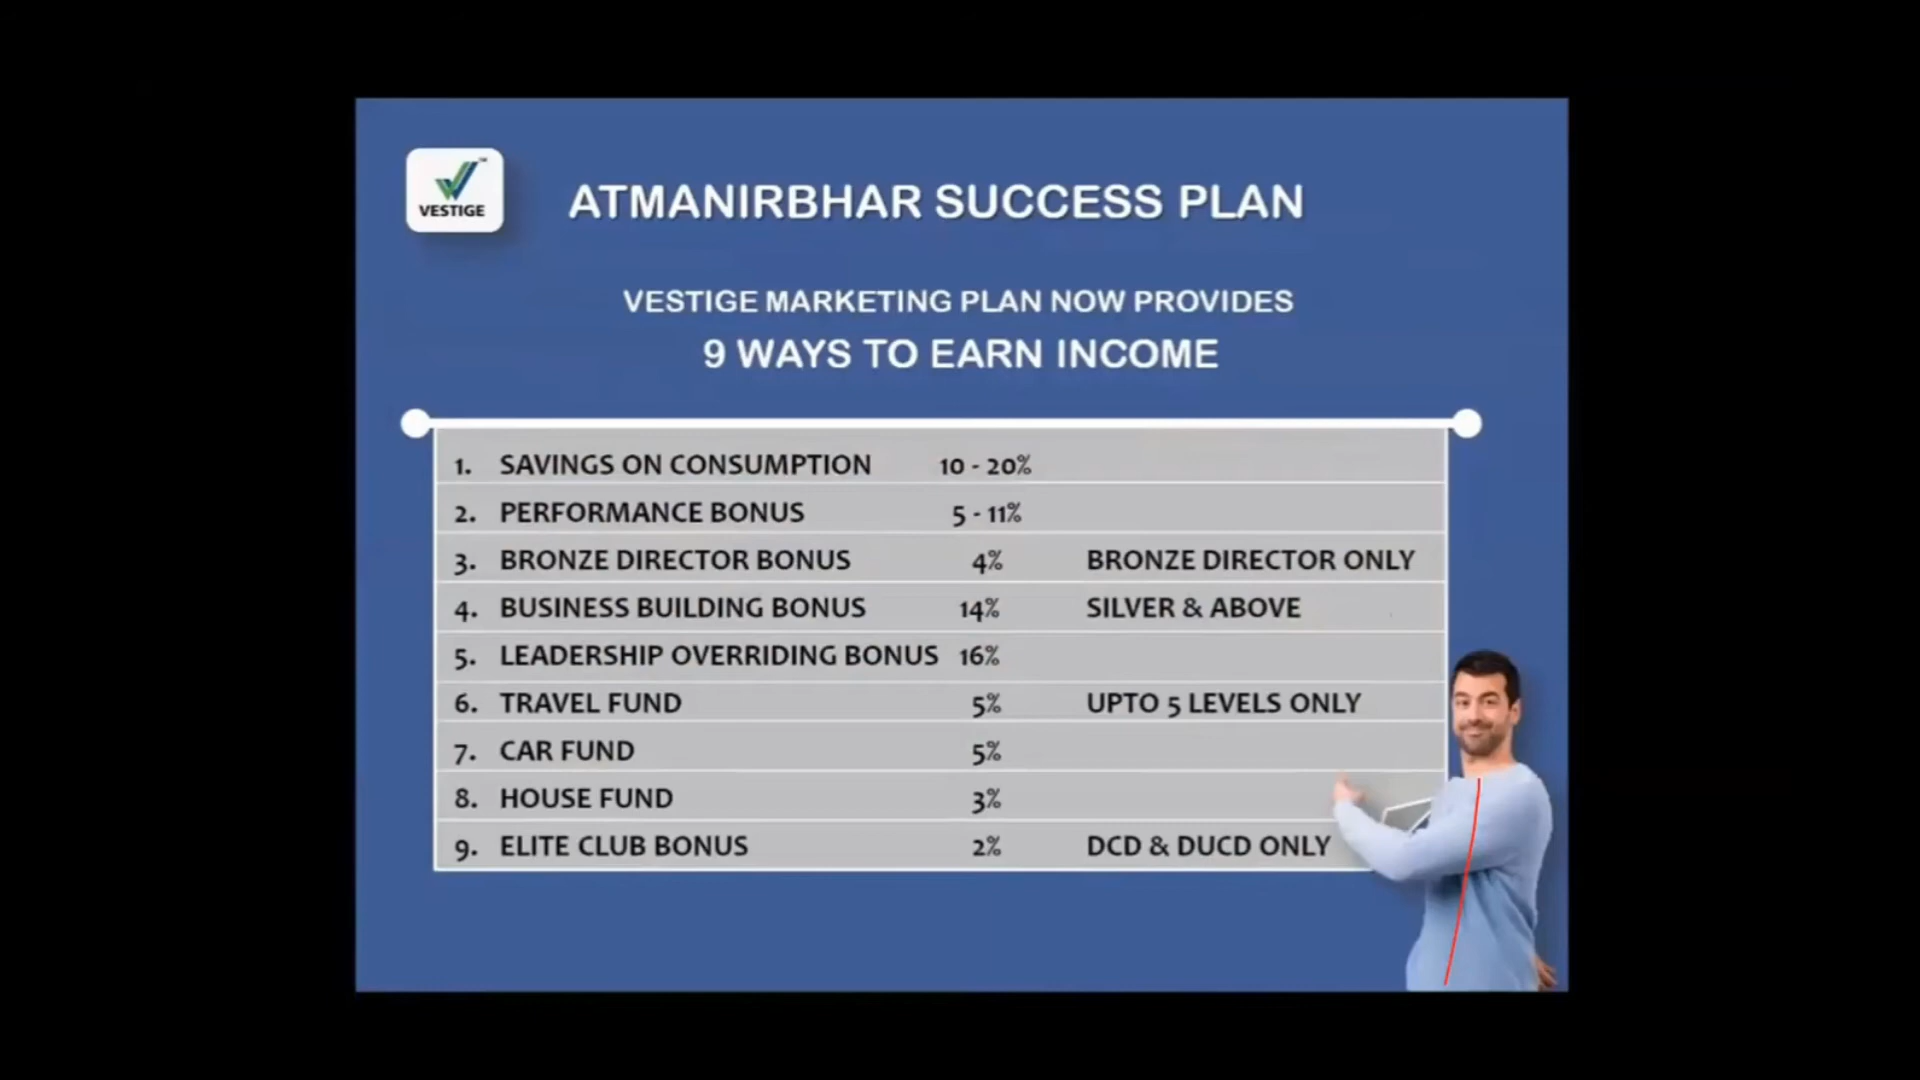 VESTIGE
ATMANIRBHAR SUCCESS PLAN
VESTIGE MARKETING PLAN NOW PROVIDES
9 WAYS TO EARN INCOME
1. SAVINGS ON CONSUMPTION 10 - 20%
2. PERFORMANCE BONUS 5 - 11%
3. BRONZE DIRECTOR BONUS 4% BRONZE DIRECTOR ONLY
4. BUSINESS BUILDING BONUS 14% SILVER & ABOVE
5. LEADERSHIP OVERRIDING BONUS 16%
6. TRAVEL FUND 5% UPTO 5 LEVELS ONLY
7. CAR FUND 5%
8. HOUSE FUND 3%
9. ELITE CLUB BONUS 2% DCD & DUCD ONLY